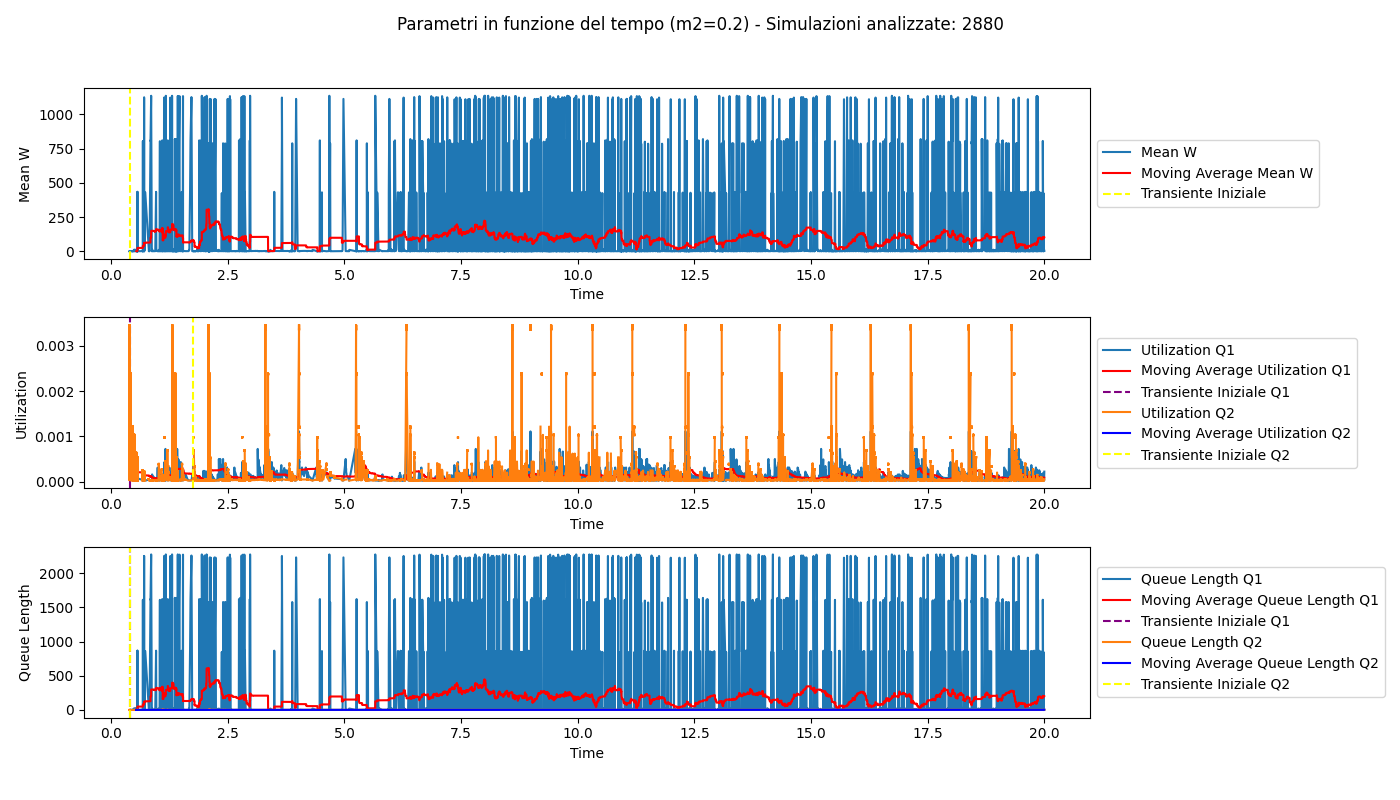 Parametri in funzione del tempo (m2=0.2) - Simulazioni analizzate: 2880
Mean W
1000
750
500
250
0
0.0 2.5 5.0 7.5 10.0 12.5 15.0 17.5 20.0
Time
Mean W
Moving Average Mean W
Transiente Iniziale
Utilization
0.003
0.002
0.001
0.000
0.0 2.5 5.0 7.5 10.0 12.5 15.0 17.5 20.0
Time
Utilization Q1
Moving Average Utilization Q1
Transiente Iniziale Q1
Utilization Q2
Moving Average Utilization Q2
Transiente Iniziale Q2
Queue Length
2000
1500
1000
500
0
0.0 2.5 5.0 7.5 10.0 12.5 15.0 17.5 20.0
Time
Queue Length Q1
Moving Average Queue Length Q1
Transiente Iniziale Q1
Queue Length Q2
Moving Average Queue Length Q2
Transiente Iniziale Q2